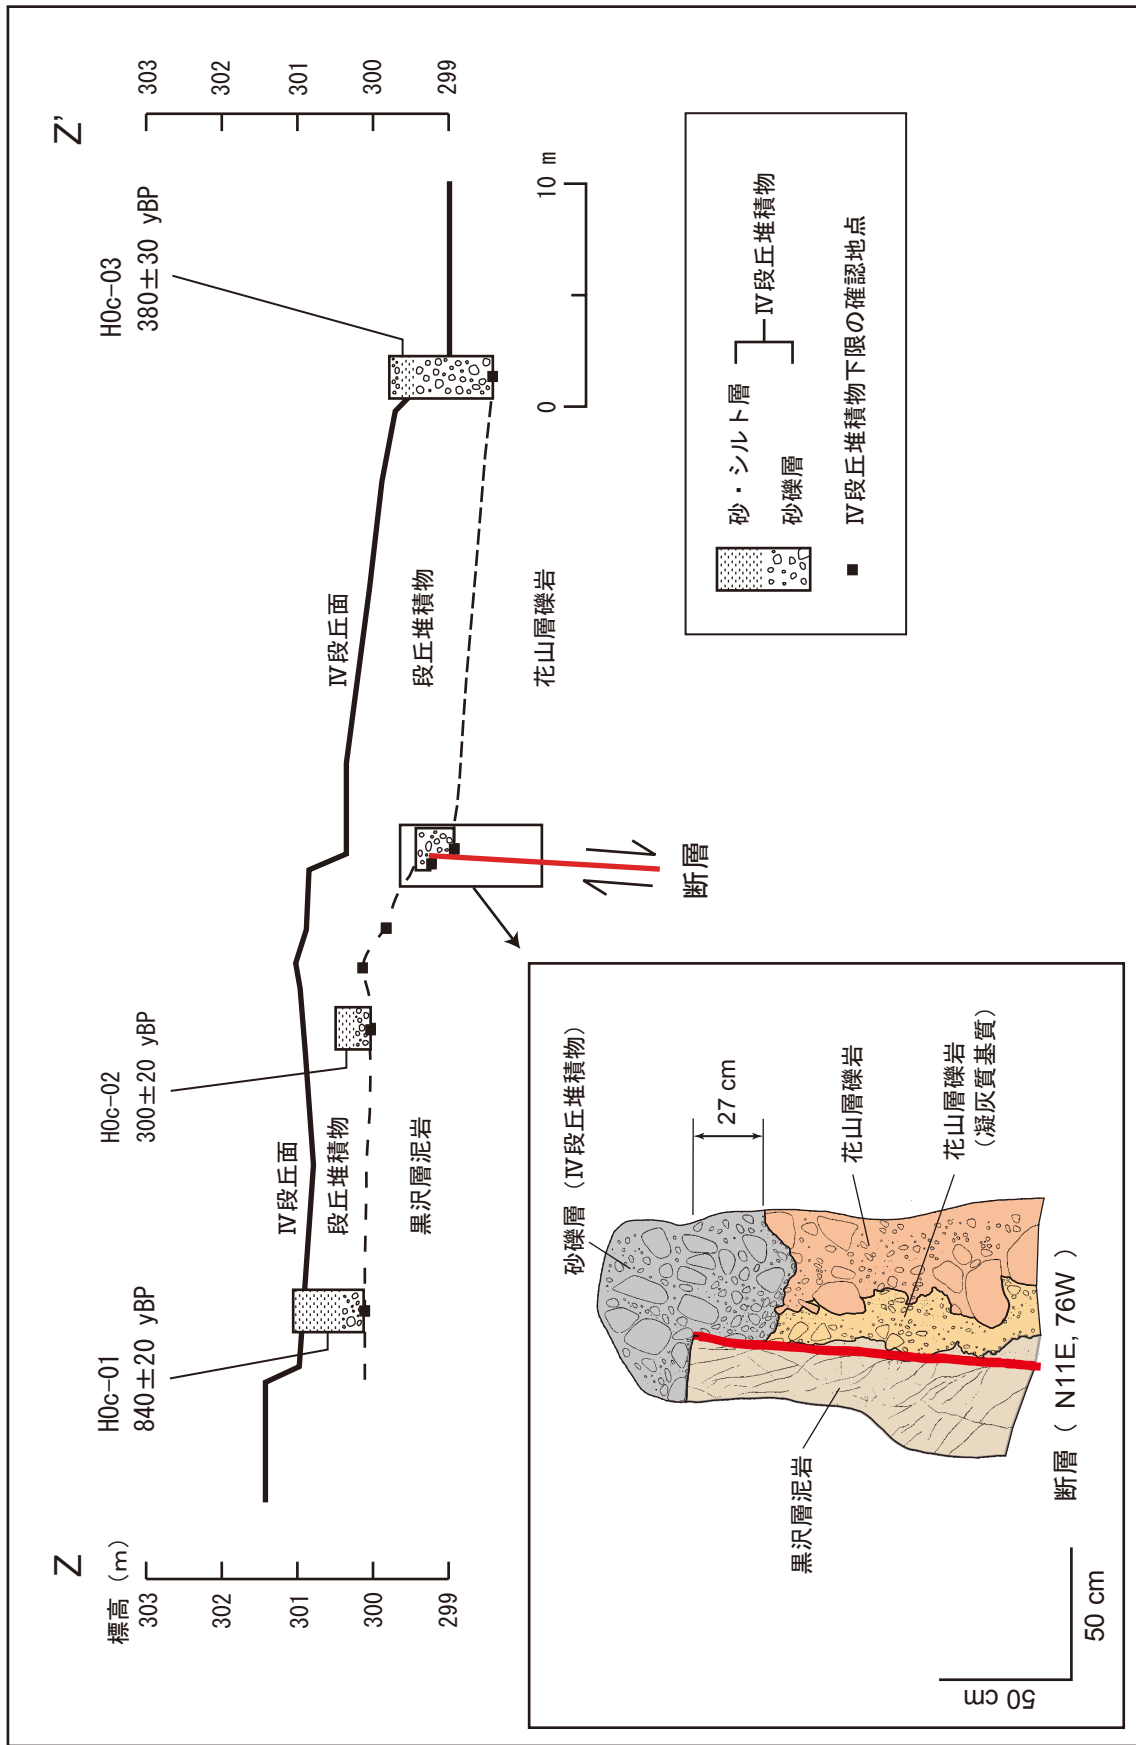 Z
Z'
標高(m)
303
302
301
300
299
303
302
301
300
299
HOc-01
840±20 yBP
HOc-02
300±20 yBP
HOc-03
380±30 yBP
Ⅳ段丘面
段丘堆積物
黒沢層泥岩
Ⅳ段丘面
段丘堆積物
花山層礫岩
断層
0
10 m
砂・シルト層
砂礫層
Ⅳ段丘堆積物
Ⅳ段丘堆積物下限の確認地点
砂礫層(Ⅳ段丘堆積物)
27 cm
黒沢層泥岩
花山層礫岩
花山層礫岩
(凝灰質基質)
断層( N11E, 76W )
50 cm
50 cm